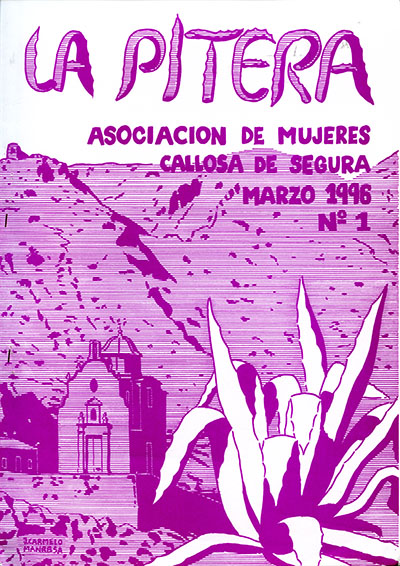 LA PITERA
ASOCIACION DE MUJERES
CALLOSA DE SEGURA
MARZO 1996
Nº 1
J. CARMELO
MANRESA